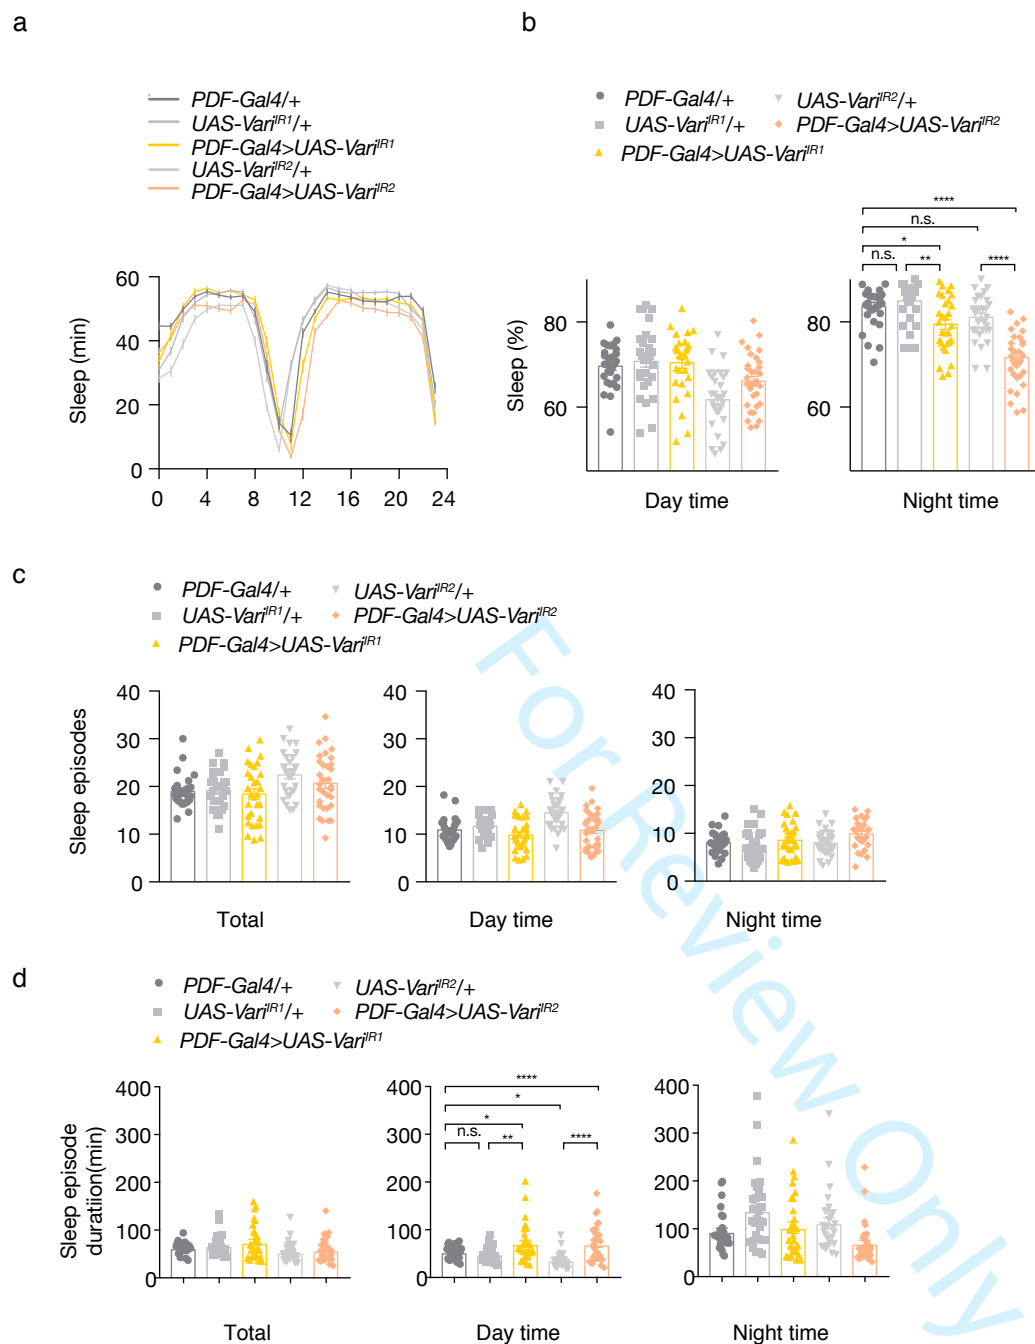 a
PDF-Gal4/+
UAS-Vari^IR1/+
PDF-Gal4>UAS-Vari^IR1
UAS-Vari^IR2/+
PDF-Gal4>UAS-Vari^IR2
Sleep (min)
60
40
20
0
0 4 8 12 16 20 24
b
PDF-Gal4/+ UAS-Vari^IR2/+
UAS-Vari^IR1/+ PDF-Gal4>UAS-Vari^IR2
PDF-Gal4>UAS-Vari^IR1
Sleep (%)
80
60
Day time
****
n.s.
*
n.s. ** ****
80
60
Night time
c
PDF-Gal4/+ UAS-Vari^IR2/+
UAS-Vari^IR1/+ PDF-Gal4>UAS-Vari^IR2
PDF-Gal4>UAS-Vari^IR1
Sleep episodes
40
30
20
10
0
Total
40
30
20
10
0
Day time
40
30
20
10
0
Night time
d
PDF-Gal4/+ UAS-Vari^IR2/+
UAS-Vari^IR1/+ PDF-Gal4>UAS-Vari^IR2
PDF-Gal4>UAS-Vari^IR1
Sleep episode
duratiion(min)
400
300
200
100
0
Total
400
300
200
100
0
****
*
*
n.s. ** ****
Day time
400
300
200
100
0
Night time
For Review Only